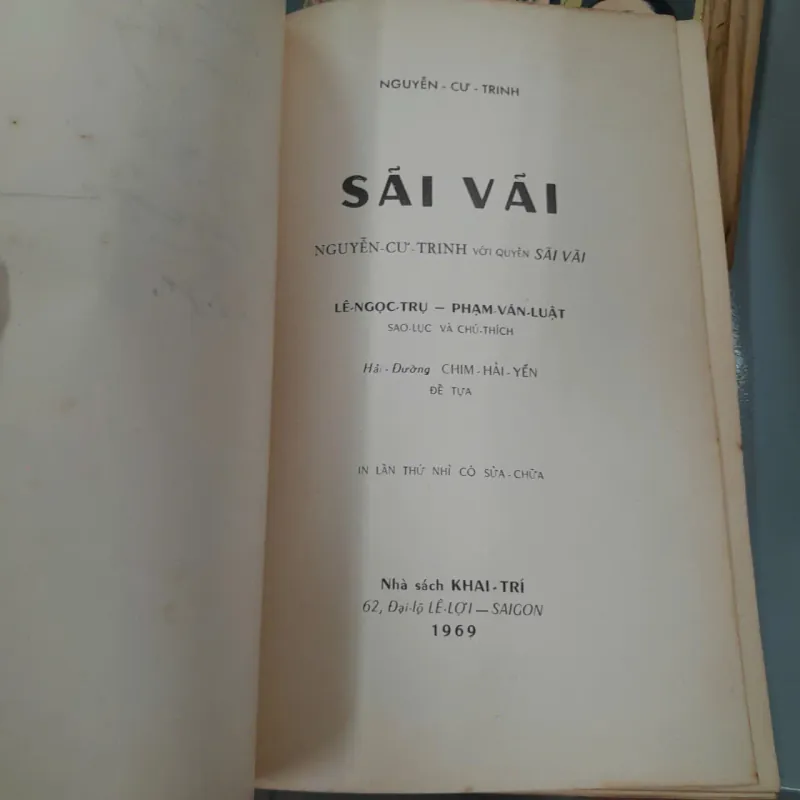 NGUYỄN - CƯ - TRINH
SÃI VÃI
NGUYỄN-CƯ-TRINH VỚI QUYỂN SÃI VÃI
LÊ-NGỌC-TRỤ — PHẠM-VĂN-LUẬT
SAO-LỤC VÀ CHÚ-THÍCH
Hải-Đường CHIM-HẢI-YẾN
ĐỀ TỰA
IN LẦN THỨ NHÌ CÓ SỬA-CHỮA
Nhà sách KHAI-TRÍ
62, Đại-lộ LÊ-LỢI — SAIGON
1969